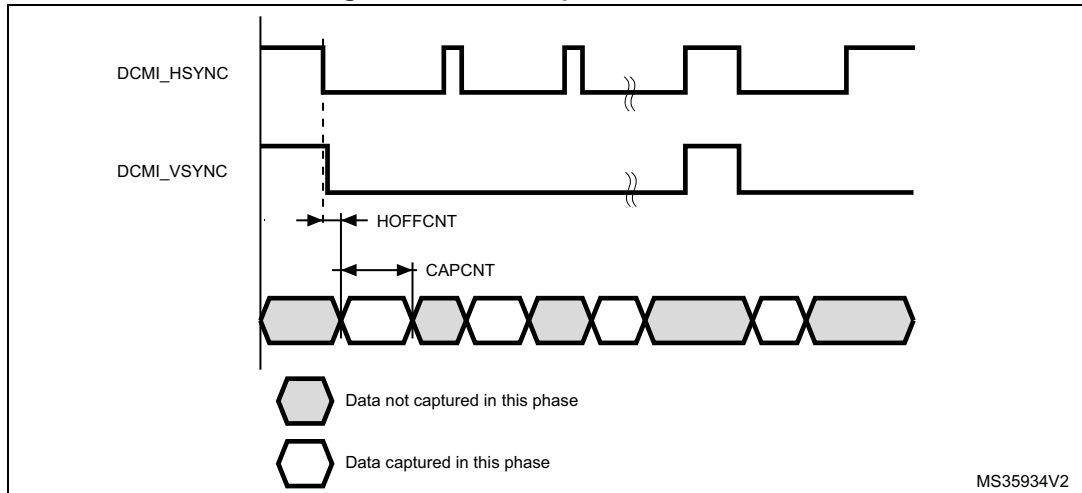 DCMI_HSYNC
DCMI_VSYNC
HOFFCNT
CAPCNT
Data not captured in this phase
Data captured in this phase
MS35934V2